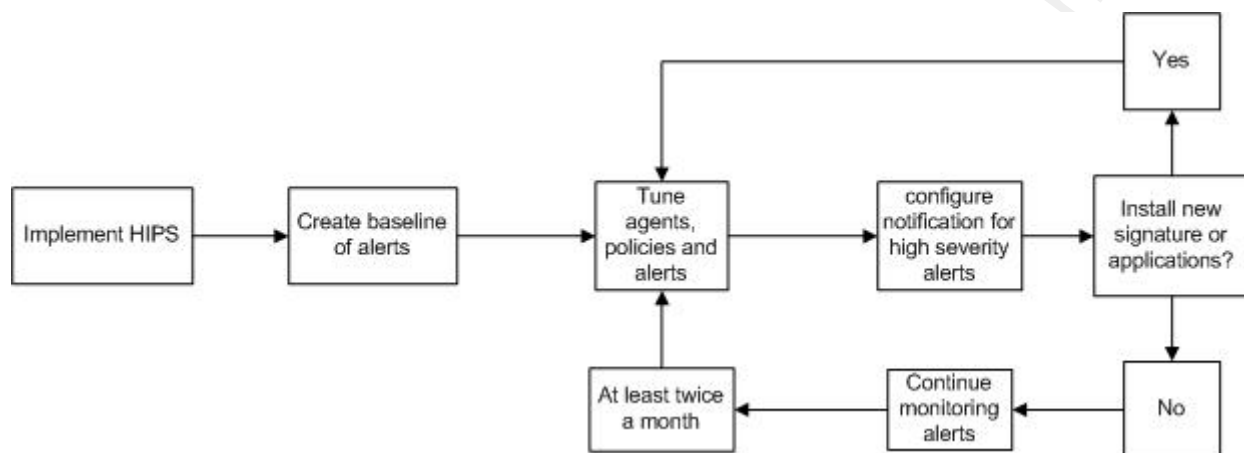 Yes
Implement HIPS
Create baseline
of alerts
Tune
agents,
policies and
alerts
configure
notification for
high severity
alerts
Install new
signature or
applications?
At least twice
a month
Continue
monitoring
alerts
No